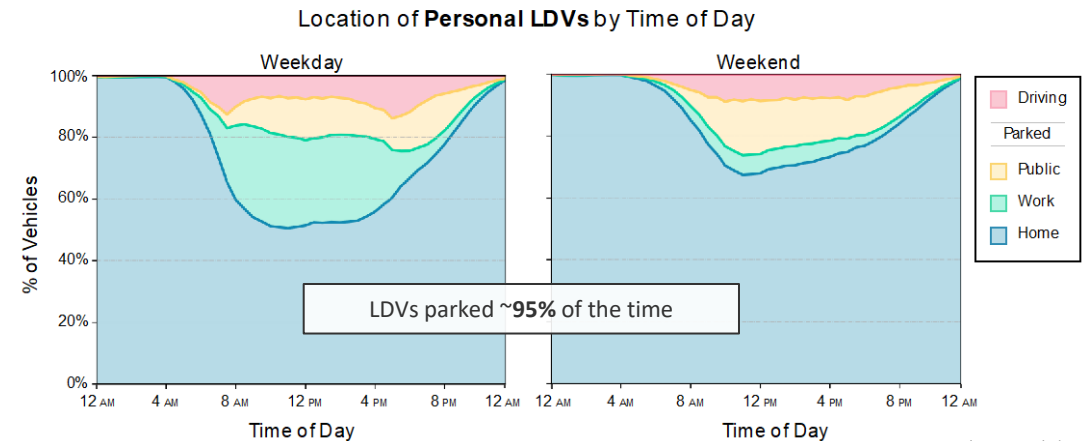 Location of Personal LDVs by Time of Day
Weekday
Weekend
% of Vehicles
100%
80%
60%
40%
20%
0%
12 AM
4 AM
8 AM
12 PM
4 PM
8 PM
12 AM
12 AM
4 AM
8 AM
12 PM
4 PM
8 PM
12 AM
Time of Day
Time of Day
LDVs parked ~95% of the time
Driving
Parked
Public
Work
Home